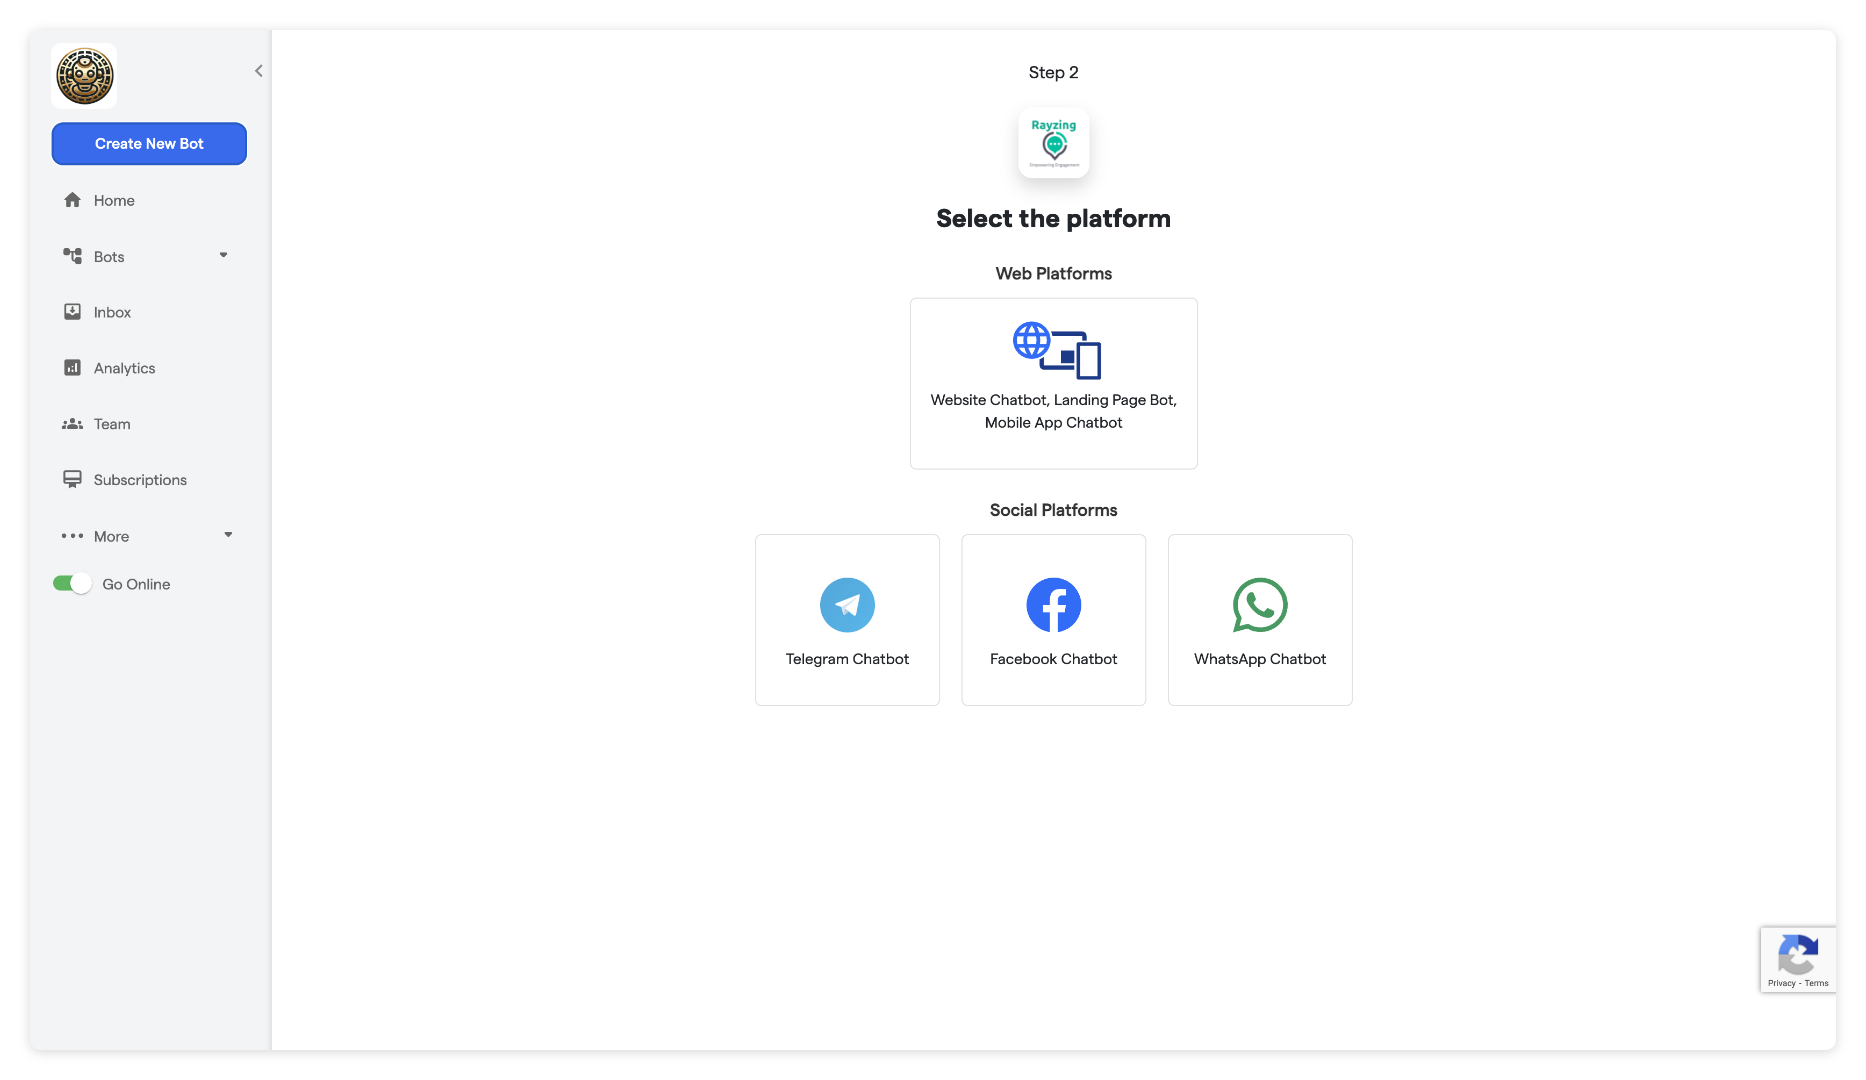 Create New Bot
Home
Bots
Inbox
Analytics
Team
Subscriptions
More
Go Online
Step 2
Rayzing
Empowering Engagement
Select the platform
Web Platforms
Website Chatbot, Landing Page Bot,
Mobile App Chatbot
Social Platforms
Telegram Chatbot
Facebook Chatbot
WhatsApp Chatbot
Privacy - Terms